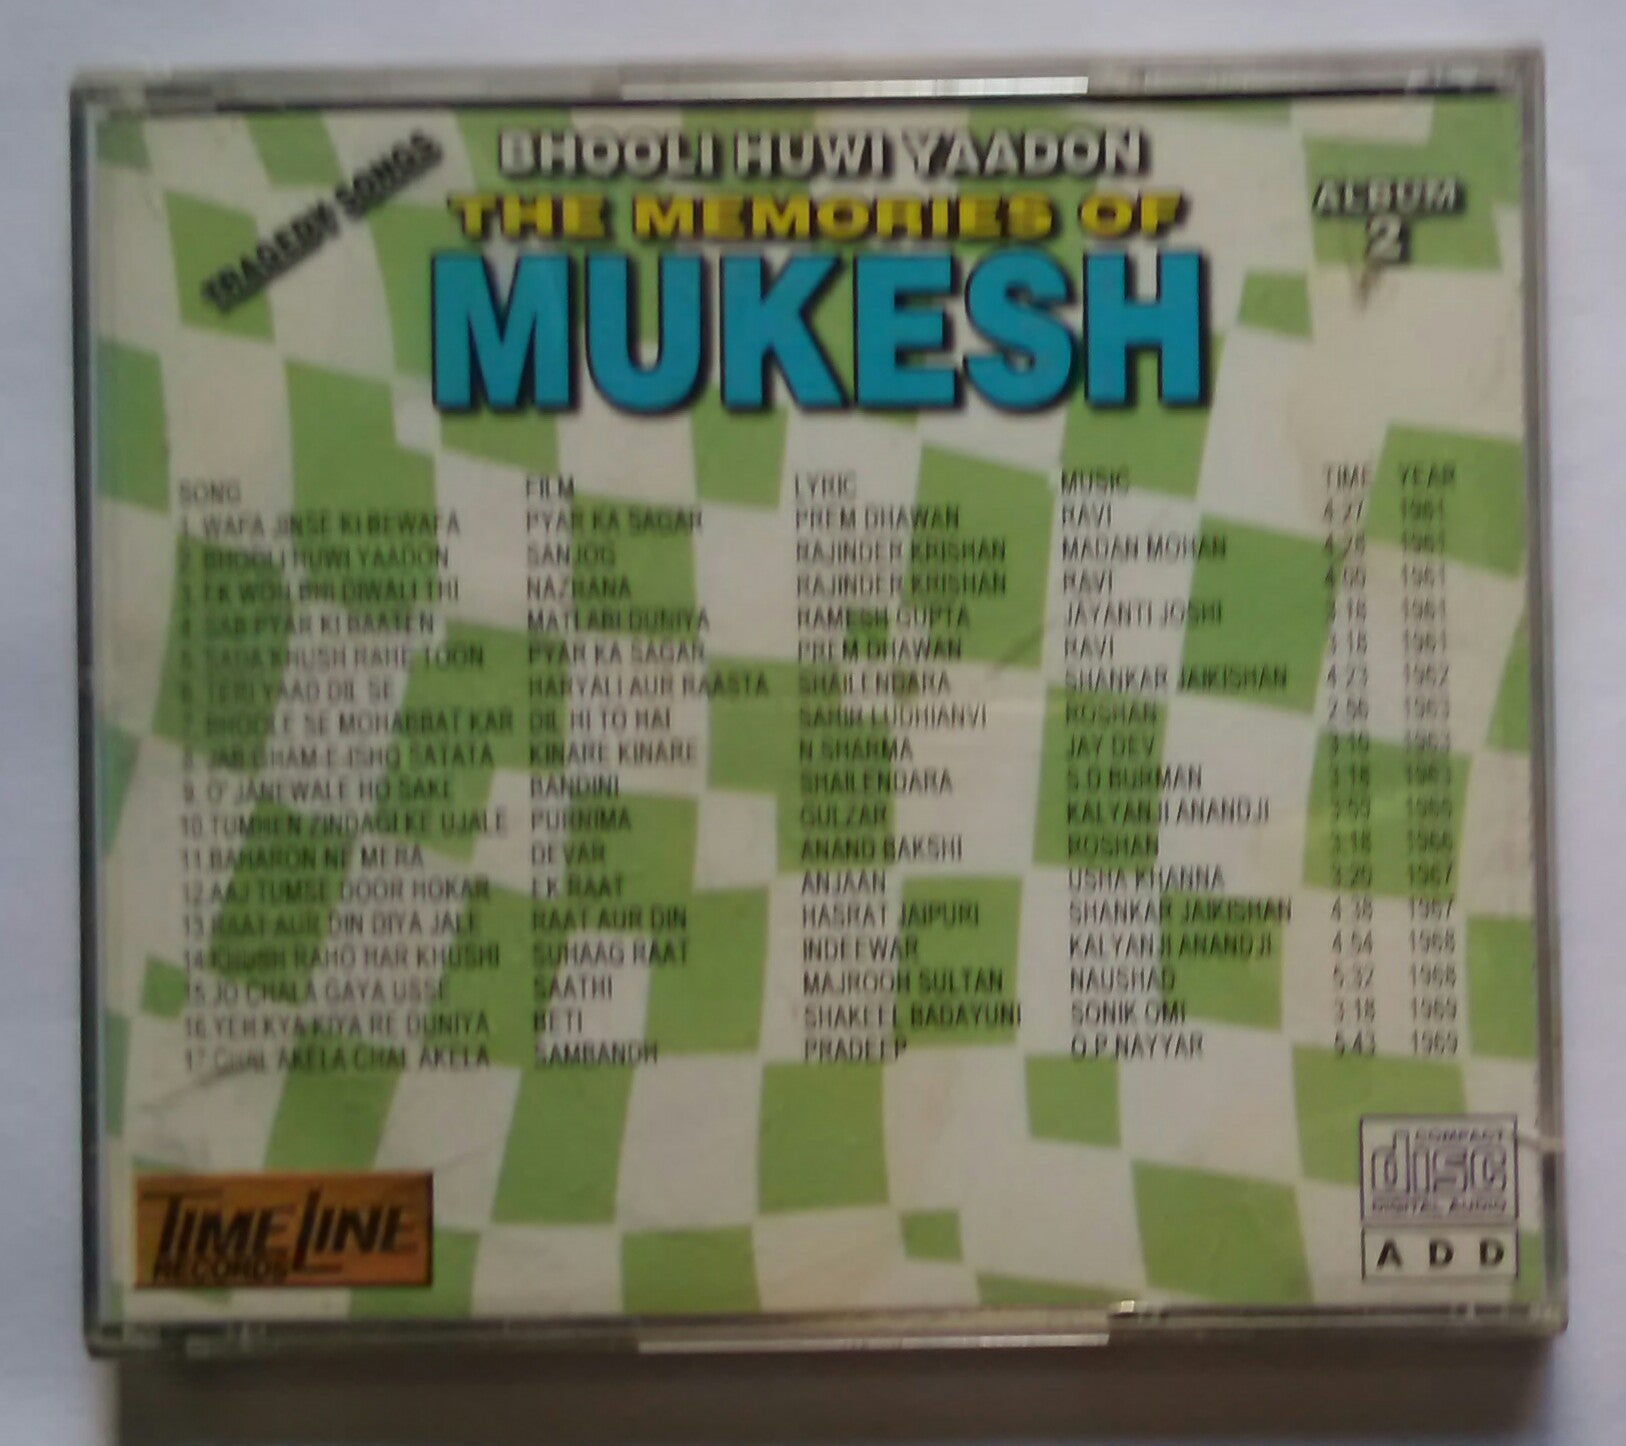 TRAGEDY SONGS
BHOOLI HUWI YAADON
THE MEMORIES OF
MUKESH
ALBUM
2
SONG FILM LYRIC MUSIC TIME YEAR
1. WAFA JINSE KI BEWAFA PYAR KA SAGAR PREM DHAWAN RAVI 4:27 1961
2. BHOOLI HUWI YAADON SANJOG RAJINDER KRISHAN MADAN MOHAN 4:28 1961
3. EK WOH BHI DIWALI THI NAZRANA RAJINDER KRISHAN RAVI 1961
4. SAB PYAR KI BAATEN MATLABI DUNIYA RAMESH GUPTA JAYANTI JOSHI 3:18 1961
5. SADA KHUSH RAHE TOON PYAR KA SAGAR PREM DHAWAN RAVI 3:18 1961
6. TERI YAAD DIL SE HARYALI AUR RAASTA SHAILENDARA SHANKAR JAIKISHAN 4:23 1962
7. BHOOLE SE MOHABBAT KAR DIL HI TO HAI SAHIR LUDHIANVI ROSHAN 2:56 1963
8. JAB GHAM-E-ISHQ SATATA KINARE KINARE N SHARMA JAY DEV 1963
9. O' JANEWALE HO SAKE BANDINI SHAILENDARA S.D BURMAN 3:18 1963
10. TUMHEN ZINDAGI KE UJALE PURNIMA GULZAR KALYANJI ANANDJI 1965
11. BAHARON NE MERA DEVAR ANAND BAKSHI ROSHAN 3:18 1966
12. AAJ TUMSE DOOR HOKAR EK RAAT ANJAAN USHA KHANNA 1967
13. RAAT AUR DIN DIYA JALE RAAT AUR DIN HASRAT JAIPURI SHANKAR JAIKISHAN 4:38 1967
14. KHUSH RAHO HAR KHUSHI SUHAAG RAAT INDEEWAR KALYANJI ANANDJI 4:54 1968
15. JO CHALA GAYA USSE SAATHI MAJROOH SULTAN NAUSHAD 5:32 1968
16. YEH KYA KIYA RE DUNIYA BETI SHAKEEL BADAYUNI SONIK OMI 3:18 1969
17. CHAL AKELA CHAL AKELA SAMBANDH PRADEEP O.P.NAYYAR 5:43 1969
TIME LINE
RECORDS
COMPACT
disc
DIGITAL AUDIO
A D D